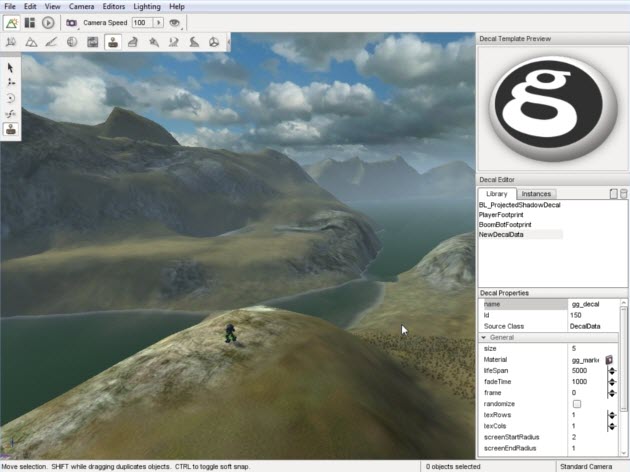 File Edit View Camera Editors Lighting Help
Camera Speed 100
Decal Template Preview
g
Decal Editor
Library Instances
BL_ProjectedShadowDecal
PlayerFootprint
BoomBotFootprint
NewDecalData
Decal Properties
name gg_decal
Id 150
Source Class DecalData
General
size 5
Material gg_mark
lifeSpan 5000
fadeTime 1000
frame 0
randomize
texRows 1
texCols 1
screenStartRadius 2
screenEndRadius 1
Move selection. SHIFT while dragging duplicates objects. CTRL to toggle soft snap.
0 objects selected
Standard Camera